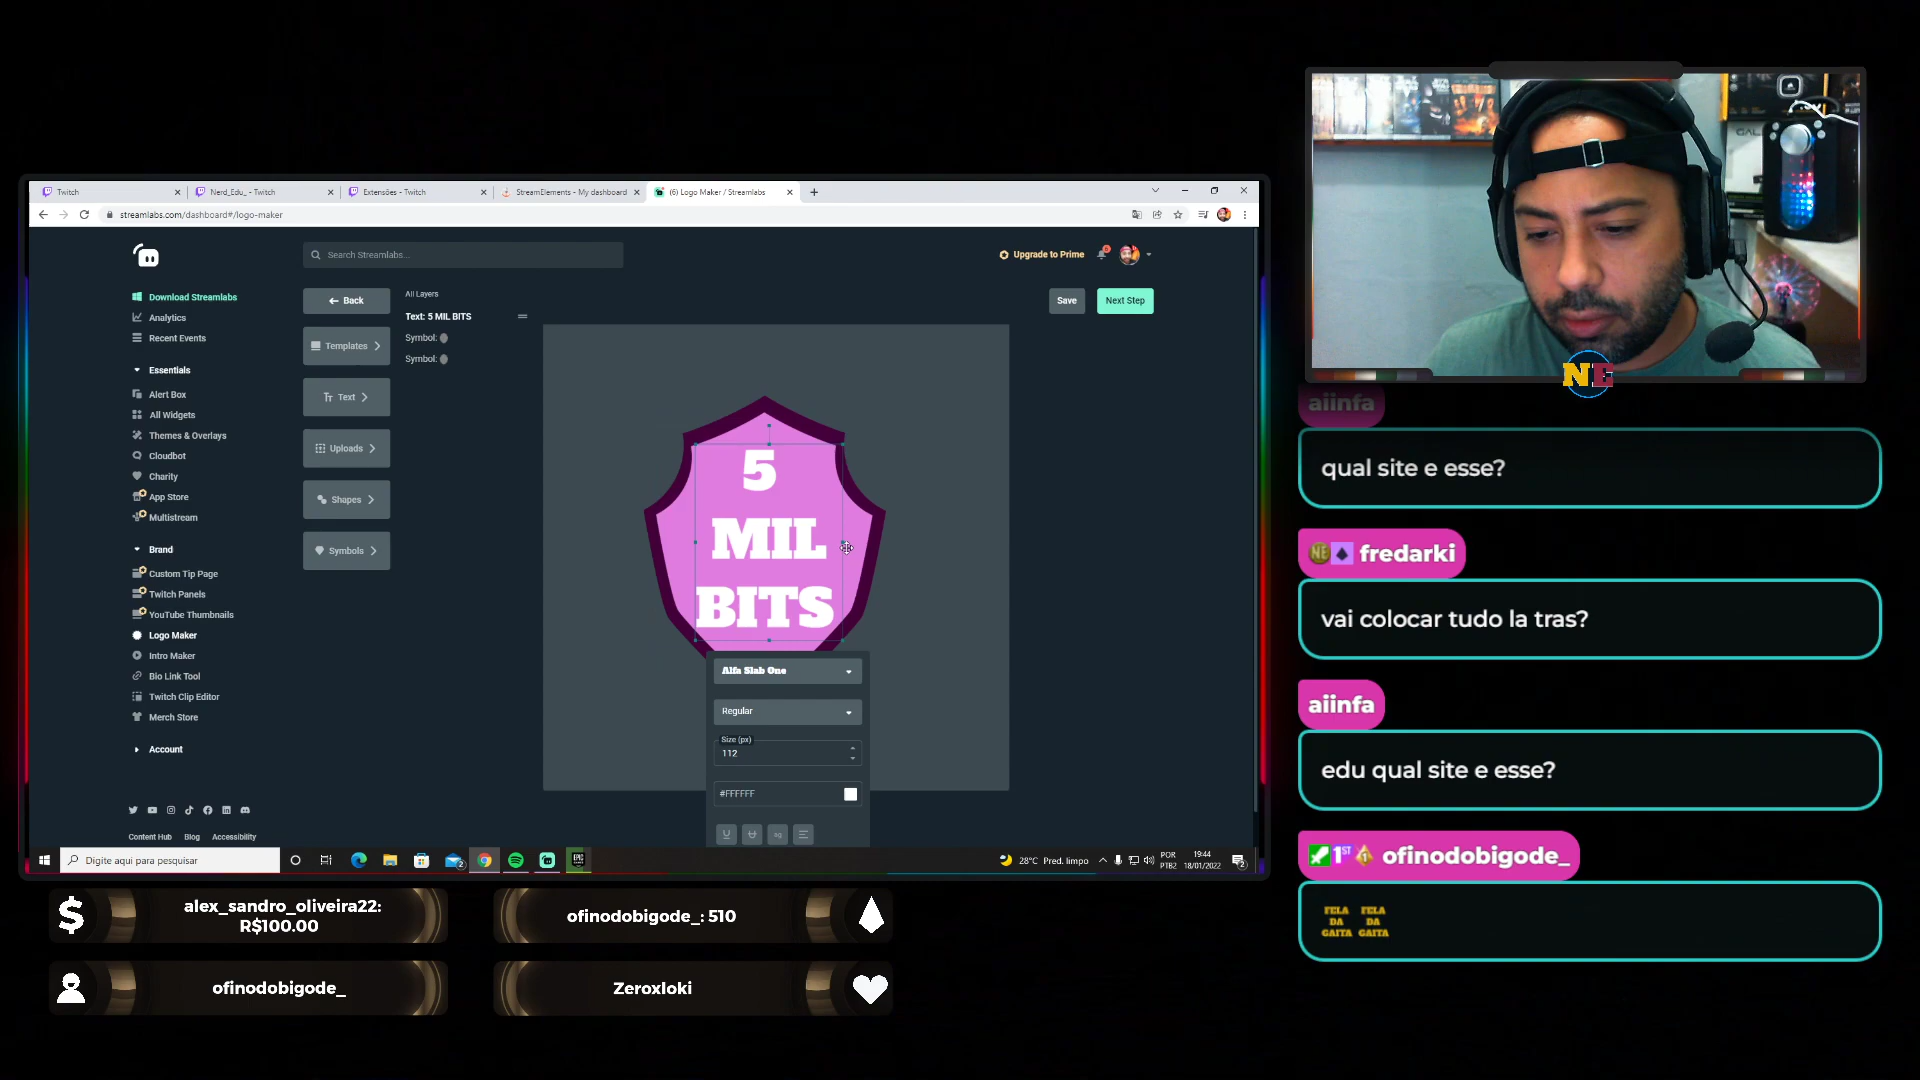 Twitch
Nerd_Edu_ - Twitch
Extensões - Twitch
StreamElements - My dashboard
(6) Logo Maker / Streamlabs
streamlabs.com/dashboard#/logo-maker
Search Streamlabs...
Upgrade to Prime
Download Streamlabs
Analytics
Recent Events
Essentials
Alert Box
All Widgets
Themes & Overlays
Cloudbot
Charity
App Store
Multistream
Brand
Custom Tip Page
Twitch Panels
YouTube Thumbnails
Logo Maker
Intro Maker
Bio Link Tool
Twitch Clip Editor
Merch Store
Account
Content Hub
Blog
Accessibility
Back
Templates
Tт Text
Uploads
Shapes
Symbols
All Layers
Text: 5 MIL BITS
Symbol:
Symbol:
Save
Next Step
5
MIL
BITS
Alfa Slab One
Regular
Size (px)
112
#FFFFFF
Digite aqui para pesquisar
28°C Pred. limpo
POR
PTB2
19:44
18/01/2022
alex_sandro_oliveira22:
R$100.00
ofinodobigode_: 510
ofinodobigode_
Zeroxloki
NE
aiinfa
qual site e esse?
NE fredarki
vai colocar tudo la tras?
aiinfa
edu qual site e esse?
1ST 1 ofinodobigode_
FELA DA GAITA
FELA DA GAITA